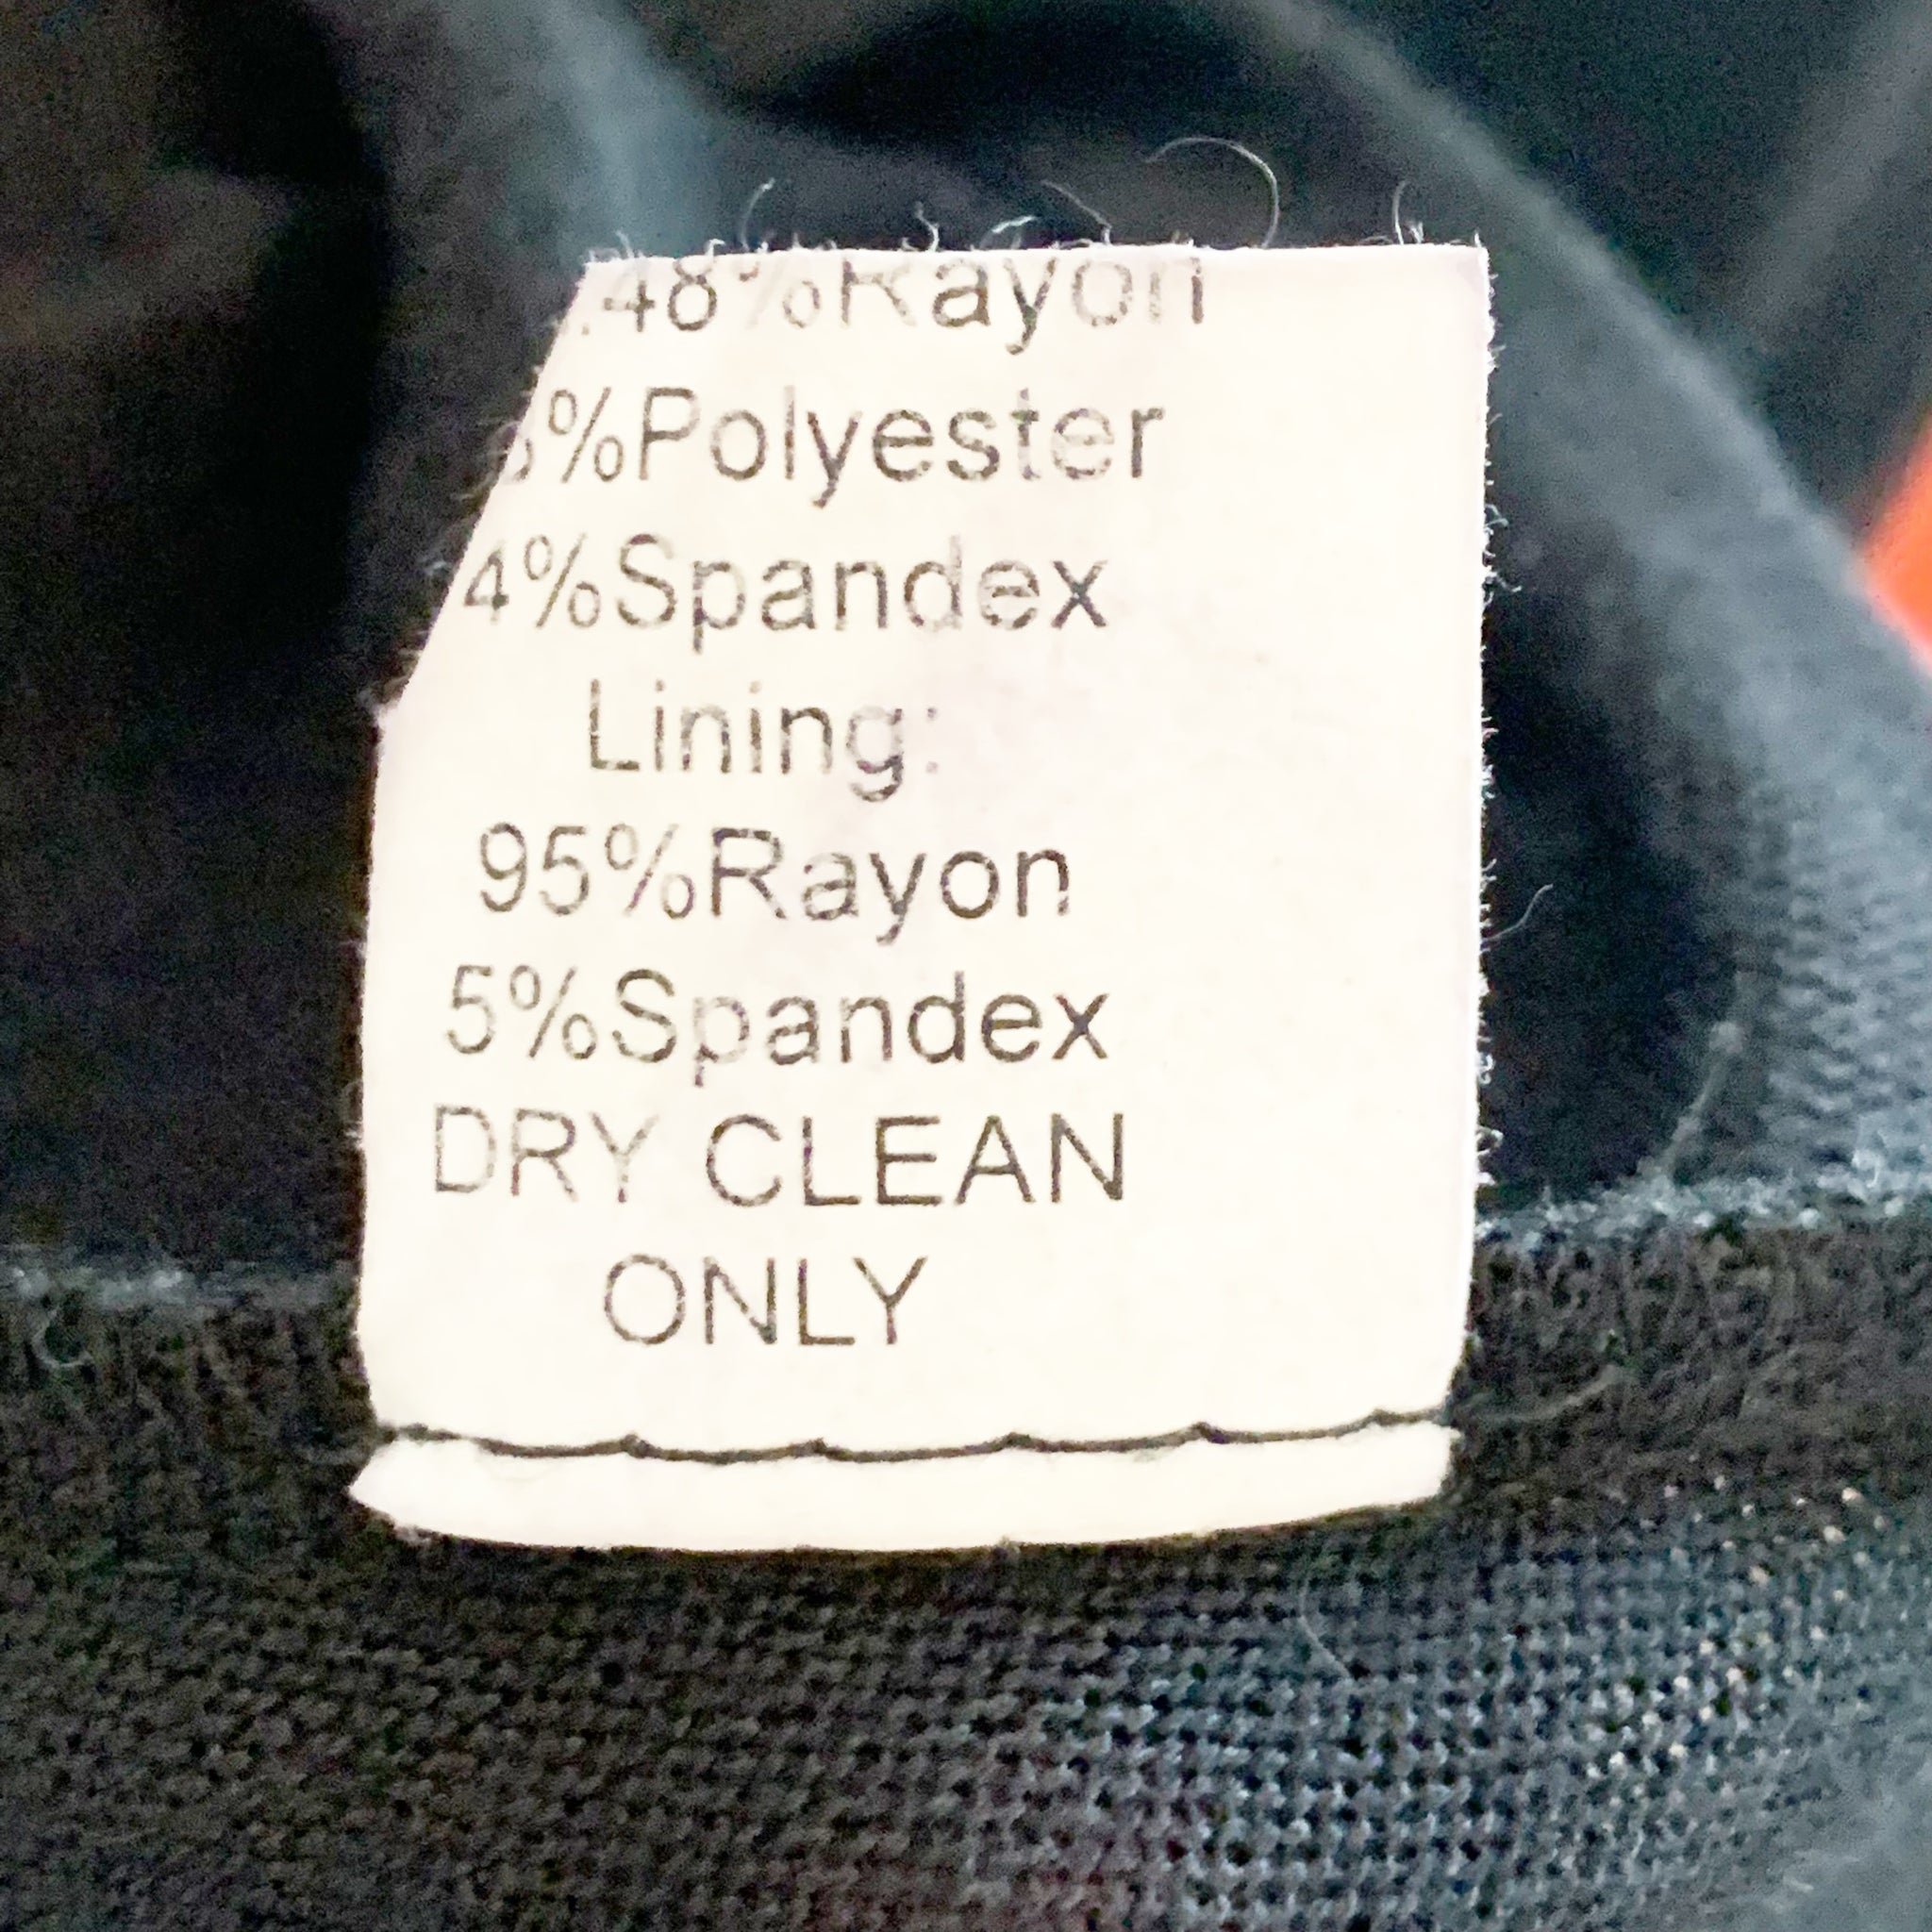 48%Rayon
%Polyester
4%Spandex
Lining:
95%Rayon
5%Spandex
DRY CLEAN
ONLY